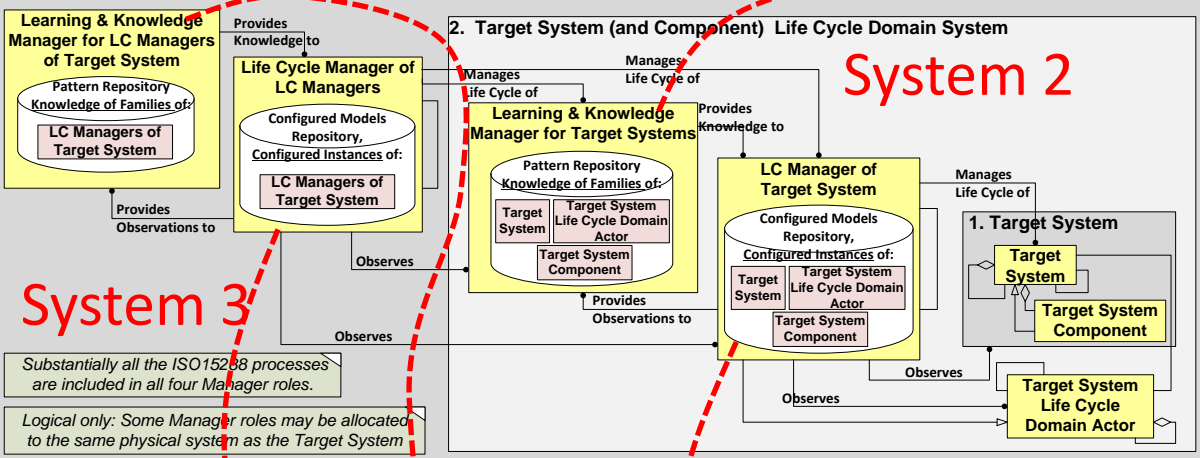 Learning & Knowledge
Manager for LC Managers
of Target System
Pattern Repository
Knowledge of Families of:
LC Managers of
Target System
Provides
Knowledge to
Life Cycle Manager of
LC Managers
Configured Models
Repository,
Configured Instances of:
LC Managers of
Target System
Provides
Observations to
System 3
Substantially all the ISO15288 processes
are included in all four Manager roles.
Logical only: Some Manager roles may be allocated
to the same physical system as the Target System
2. Target System (and Component) Life Cycle Domain System
System 2
Manages
Life Cycle of
Manages
Life Cycle of
Learning & Knowledge
Manager for Target Systems
Pattern Repository
Knowledge of Families of:
Target
System
Target System
Life Cycle Domain
Actor
Target System
Component
Provides
Knowledge to
Observes
Provides
Observations to
Observes
LC Manager of
Target System
Configured Models
Repository,
Configured Instances of:
Target
System
Target System
Life Cycle Domain
Actor
Target System
Component
Manages
Life Cycle of
1. Target System
Target
System
Target System
Component
Observes
Observes
Target System
Life Cycle
Domain Actor